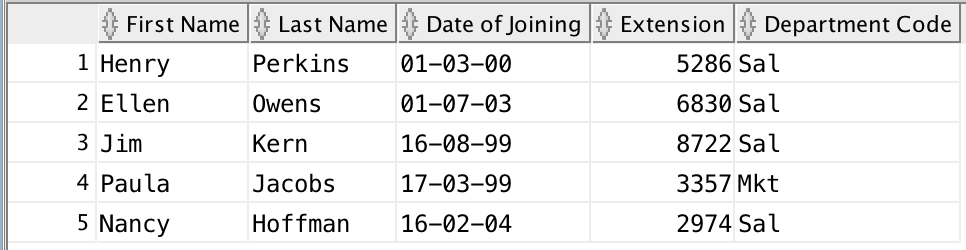 First Name Last Name Date of Joining Extension Department Code
1 Henry Perkins 01-03-00 5286 Sal
2 Ellen Owens 01-07-03 6830 Sal
3 Jim Kern 16-08-99 8722 Sal
4 Paula Jacobs 17-03-99 3357 Mkt
5 Nancy Hoffman 16-02-04 2974 Sal